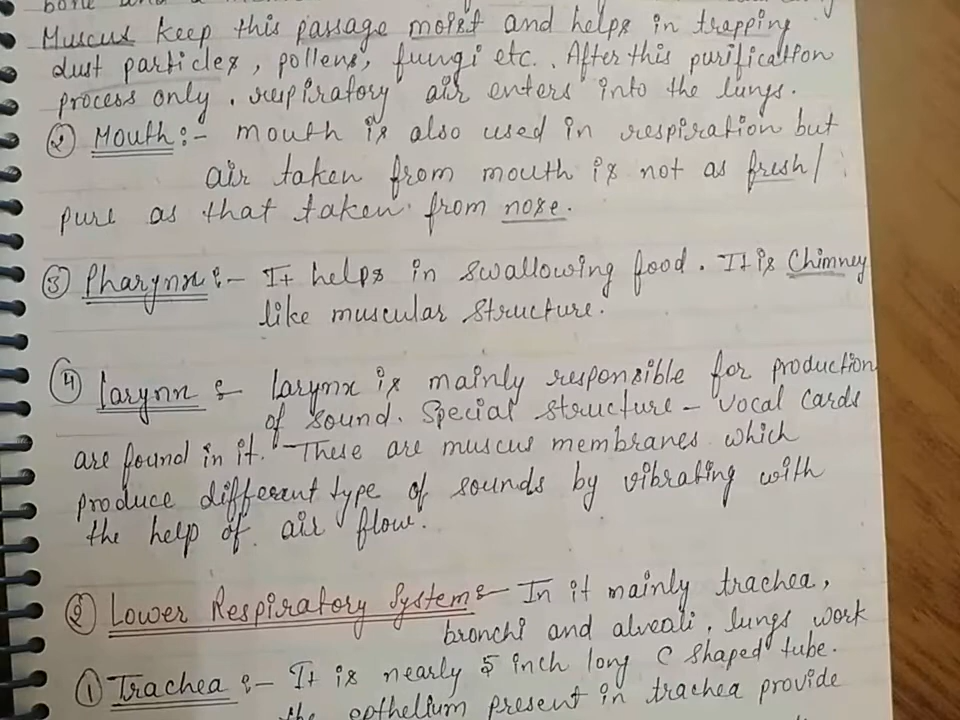 bone and a
Muscus keep this passage moist and helps in trapping
dust particles, pollens, fungi etc. After this purification
process only. respiratory air enters into the lungs.
② Mouth :- mouth is also used in respiration but
air taken from mouth is not as fresh/
pure as that taken from nose.
③ Pharynx :- It helps in swallowing food. It is Chimney
like muscular structure.
④ Larynx :- Larynx is mainly responsible for production
of sound. Special structure - Vocal Cards
are found in it. These are muscus membranes which
produce different type of sounds by vibrating with
the help of air flow.
② Lower Respiratory System :- In it mainly trachea,
bronchi and alveali, lungs work
① Trachea :- It is nearly 5 inch long C shaped tube.
the epthelium present in trachea provide